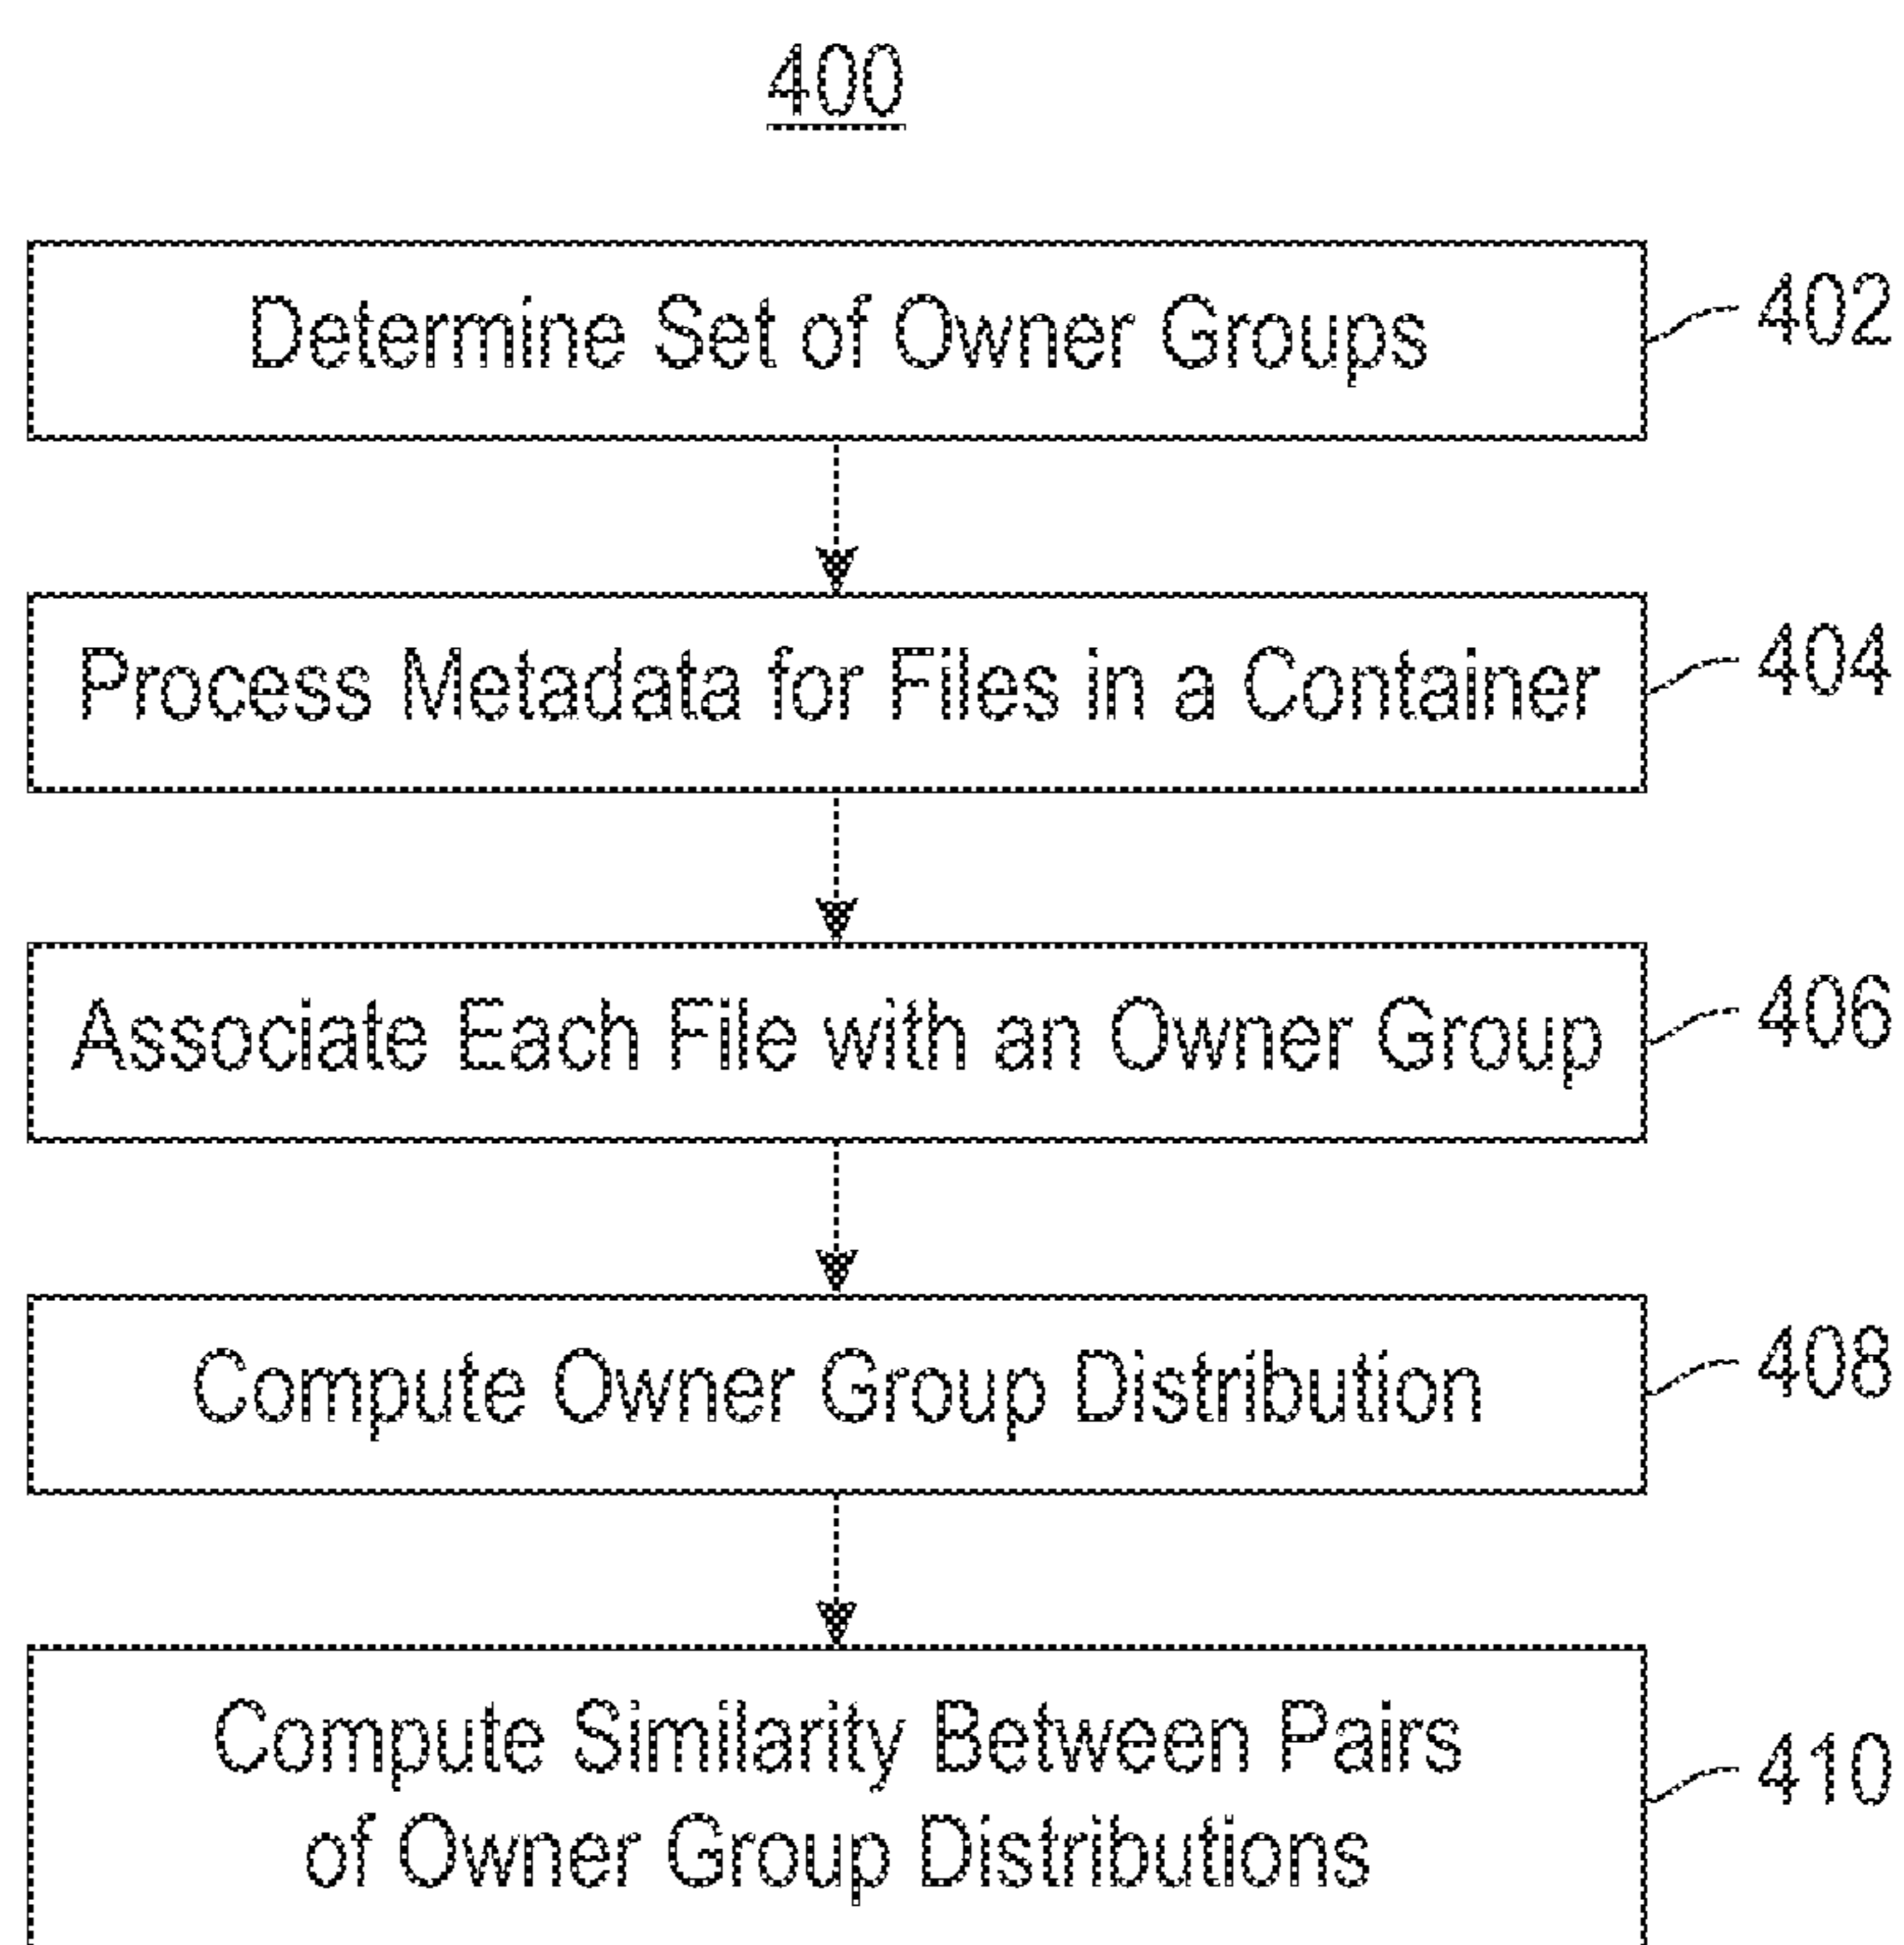 400
Determine Set of Owner Groups
402
Process Metadata for Files in a Container
404
Associate Each File with an Owner Group
406
Compute Owner Group Distribution
408
Compute Similarity Between Pairs
of Owner Group Distributions
410